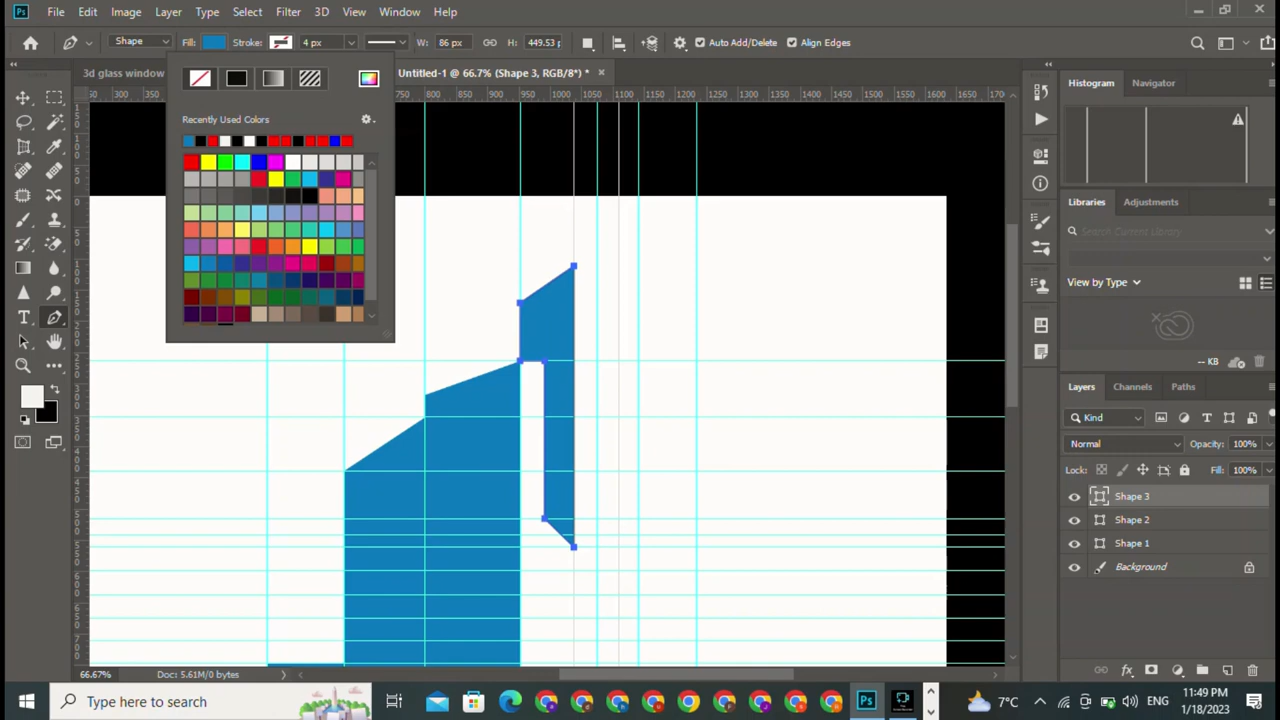 Ps File Edit Image Layer Type Select Filter 3D View Window Help
Shape Fill: Stroke: 4 px W: 86 px H: 449.53 p Auto Add/Delete Align Edges
3d glass window Untitled-1 @ 66.7% (Shape 3, RGB/8*) * ×
300 350 750 800 850 900 950 1000 1050 1100 1150 1200 1250 1300 1350 1400 1450 1500 1550 1600 1650
Recently Used Colors
Histogram Navigator
Libraries Adjustments
Search Current Library
View by Type
-- KB
Layers Channels Paths
Kind
Normal Opacity: 100%
Lock: Fill: 100%
Shape 3
Shape 2
Shape 1
Background
66.67% Doc: 5.61M/0 bytes
Type here to search
Ps
7°C
ENG
11:49 PM
1/18/2023